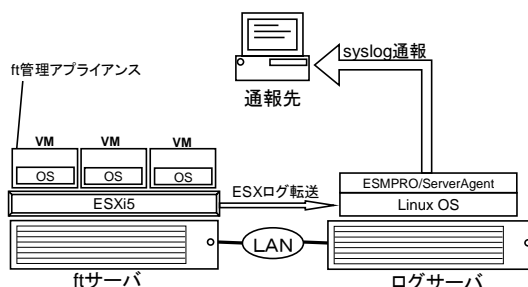 syslog通報
ft管理アプライアンス
通報先
VM
VM
VM
OS
OS
OS
ESXi5
ESXログ転送
ESMPRO/ServerAgent
Linux OS
LAN
ftサーバ
ログサーバ